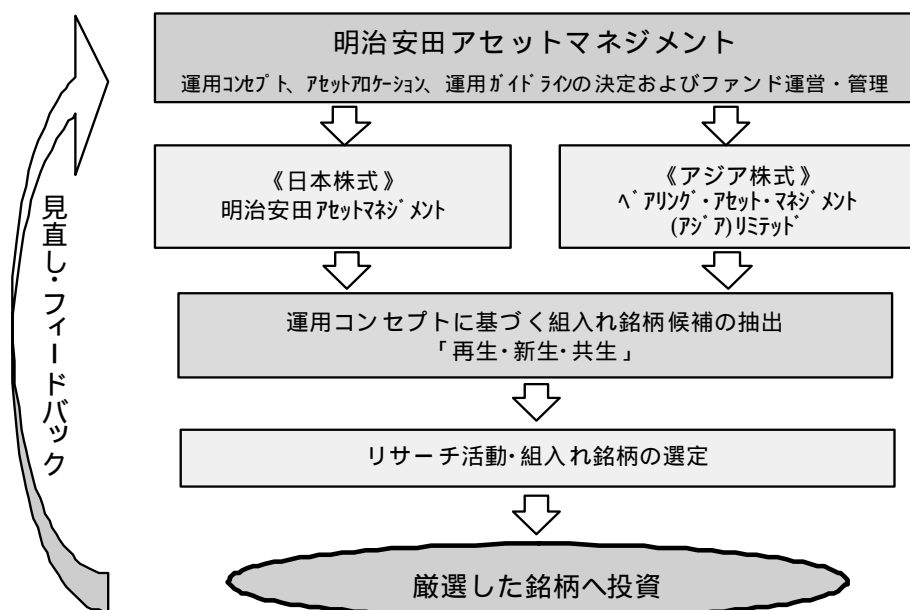 明治安田アセットマネジメント
運用ｺﾝｾﾌﾟﾄ、ｱｾｯﾄｱﾛｹｰｼｮﾝ、運用ｶﾞｲﾄﾞﾗｲﾝの決定およびファンド運営・管理
《日本株式》
明治安田ｱｾｯﾄﾏﾈｼﾞﾒﾝﾄ
《アジア株式》
ﾍﾞｱﾘﾝｸﾞ･ｱｾｯﾄ･ﾏﾈｼﾞﾒﾝﾄ
(ｱｼﾞｱ)ﾘﾐﾃｯﾄﾞ
見直し・フィードバック
運用コンセプトに基づく組入れ銘柄候補の抽出
「再生・新生・共生」
リサーチ活動・組入れ銘柄の選定
厳選した銘柄へ投資